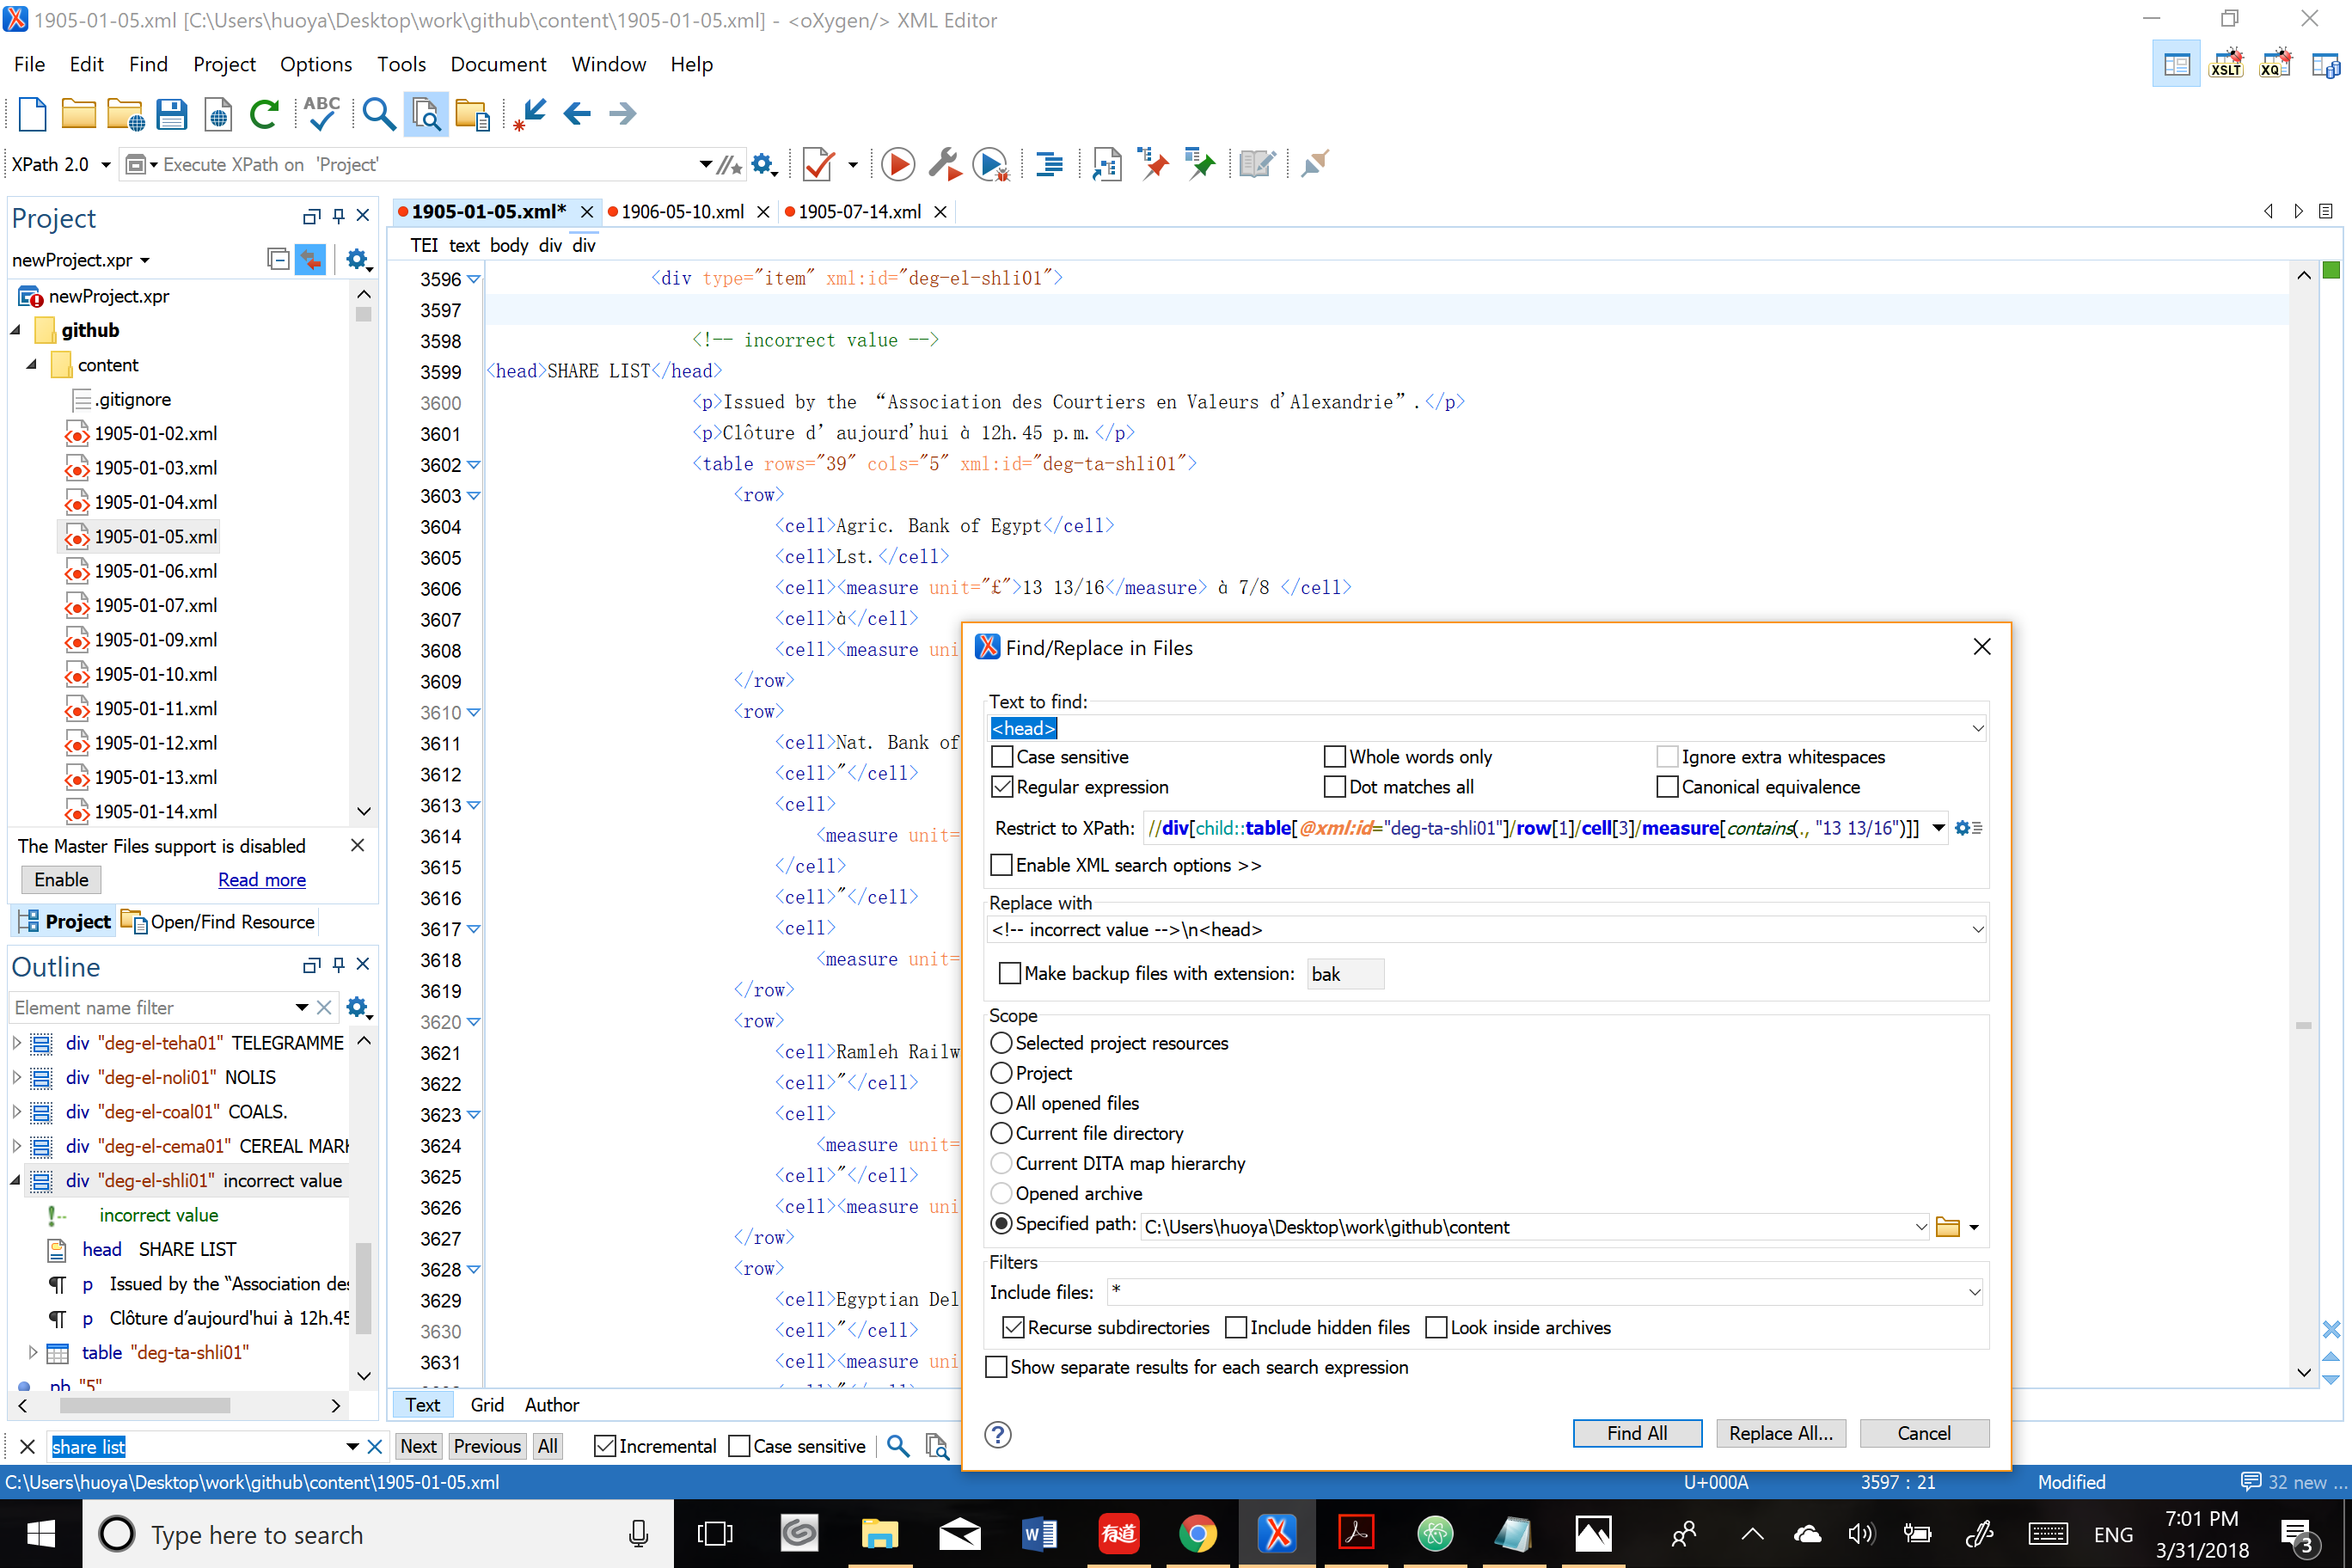 1905-01-05.xml [C:\Users\huoya\Desktop\work\github\content\1905-01-05.xml] - <oXygen/> XML Editor
File Edit Find Project Options Tools Document Window Help
XSLT XQ
ABC
XPath 2.0 Execute XPath on 'Project'
Project
newProject.xpr
newProject.xpr
github
content
.gitignore
1905-01-02.xml
1905-01-03.xml
1905-01-04.xml
1905-01-05.xml
1905-01-06.xml
1905-01-07.xml
1905-01-09.xml
1905-01-10.xml
1905-01-11.xml
1905-01-12.xml
1905-01-13.xml
1905-01-14.xml
The Master Files support is disabled
Enable Read more
Project Open/Find Resource
Outline
Element name filter
div "deg-el-teha01" TELEGRAMME
div "deg-el-noli01" NOLIS
div "deg-el-coal01" COALS.
div "deg-el-cema01" CEREAL MARK
div "deg-el-shli01" incorrect value
incorrect value
head SHARE LIST
p Issued by the “Association des
p Clôture d’aujourd'hui à 12h.45
table "deg-ta-shli01"
pb "5"
1905-01-05.xml* 1906-05-10.xml 1905-07-14.xml
TEI text body div div
3596 <div type="item" xml:id="deg-el-shli01">
3597
3598 <!-- incorrect value -->
3599 <head>SHARE LIST</head>
3600 <p>Issued by the “Association des Courtiers en Valeurs d'Alexandrie”.</p>
3601 <p>Clôture d’aujourd'hui à 12h.45 p.m.</p>
3602 <table rows="39" cols="5" xml:id="deg-ta-shli01">
3603 <row>
3604 <cell>Agric. Bank of Egypt</cell>
3605 <cell>Lst.</cell>
3606 <cell><measure unit="£">13 13/16</measure> à 7/8 </cell>
3607 <cell>à</cell>
3608 <cell><measure uni
3609 </row>
3610 <row>
3611 <cell>Nat. Bank of
3612 <cell>"</cell>
3613 <cell>
3614 <measure unit=
3615 </cell>
3616 <cell>"</cell>
3617 <cell>
3618 <measure unit=
3619 </row>
3620 <row>
3621 <cell>Ramleh Railw
3622 <cell>"</cell>
3623 <cell>
3624 <measure unit=
3625 <cell>"</cell>
3626 <cell><measure uni
3627 </row>
3628 <row>
3629 <cell>Egyptian Del
3630 <cell>"</cell>
3631 <cell><measure uni
Text Grid Author
share list Next Previous All Incremental Case sensitive
Find/Replace in Files
Text to find:
<head>
Case sensitive Whole words only Ignore extra whitespaces
Regular expression Dot matches all Canonical equivalence
Restrict to XPath: //div[child::table[@xml:id="deg-ta-shli01"]/row[1]/cell[3]/measure[contains(., "13 13/16")]]
Enable XML search options >>
Replace with
<!-- incorrect value -->\n<head>
Make backup files with extension: bak
Scope
Selected project resources
Project
All opened files
Current file directory
Current DITA map hierarchy
Opened archive
Specified path: C:\Users\huoya\Desktop\work\github\content
Filters
Include files: *
Recurse subdirectories Include hidden files Look inside archives
Show separate results for each search expression
? Find All Replace All... Cancel
C:\Users\huoya\Desktop\work\github\content\1905-01-05.xml U+000A 3597 : 21 Modified 32 new ...
Type here to search 有道 ENG 7:01 PM
3/31/2018 3